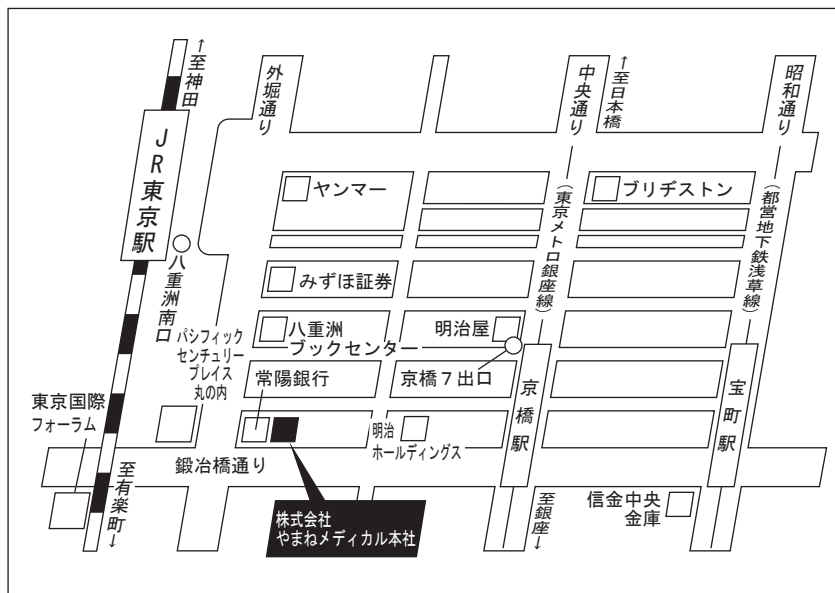 ↑至神田
外堀通り
中央通り
↑至日本橋
昭和通り
JR東京駅
ヤンマー
ブリヂストン
(東京メトロ銀座線)
(都営地下鉄浅草線)
八重洲南口
みずほ証券
八重洲
ブックセンター
明治屋
パシフィック
センチュリー
プレイス
丸の内
常陽銀行
京橋7出口
京橋駅
宝町駅
東京国際
フォーラム
明治
ホールディングス
鍛冶橋通り
至有楽町↓
至銀座↓
信金中央
金庫
株式会社
やまねメディカル本社